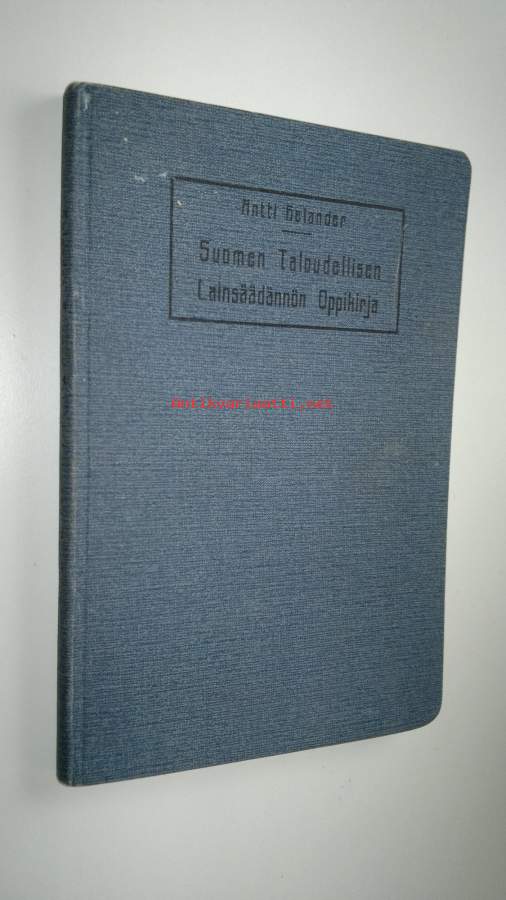 Antti Helander
Suomen Taloudellisen
Lainsäädännön Oppikirja
antikvariaatti.net